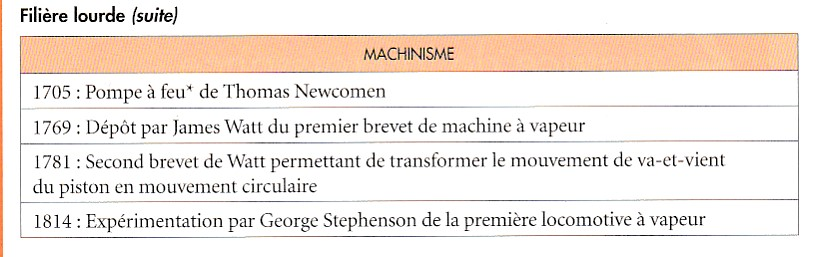 Filière lourde (suite)
MACHINISME
1705 : Pompe à feu* de Thomas Newcomen
1769 : Dépôt par James Watt du premier brevet de machine à vapeur
1781 : Second brevet de Watt permettant de transformer le mouvement de va-et-vient
du piston en mouvement circulaire
1814 : Expérimentation par George Stephenson de la première locomotive à vapeur